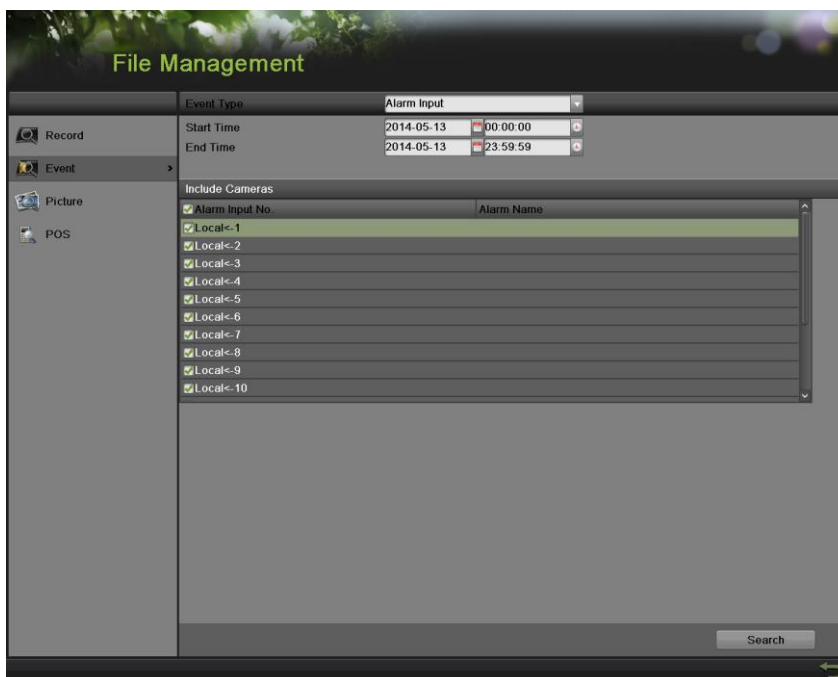 File Management
Event Type Alarm Input
Record
Event
Picture
POS
Start Time 2014-05-13 00:00:00
End Time 2014-05-13 23:59:59
Include Cameras
Alarm Input No. Alarm Name
Local<-1
Local<-2
Local<-3
Local<-4
Local<-5
Local<-6
Local<-7
Local<-8
Local<-9
Local<-10
Search